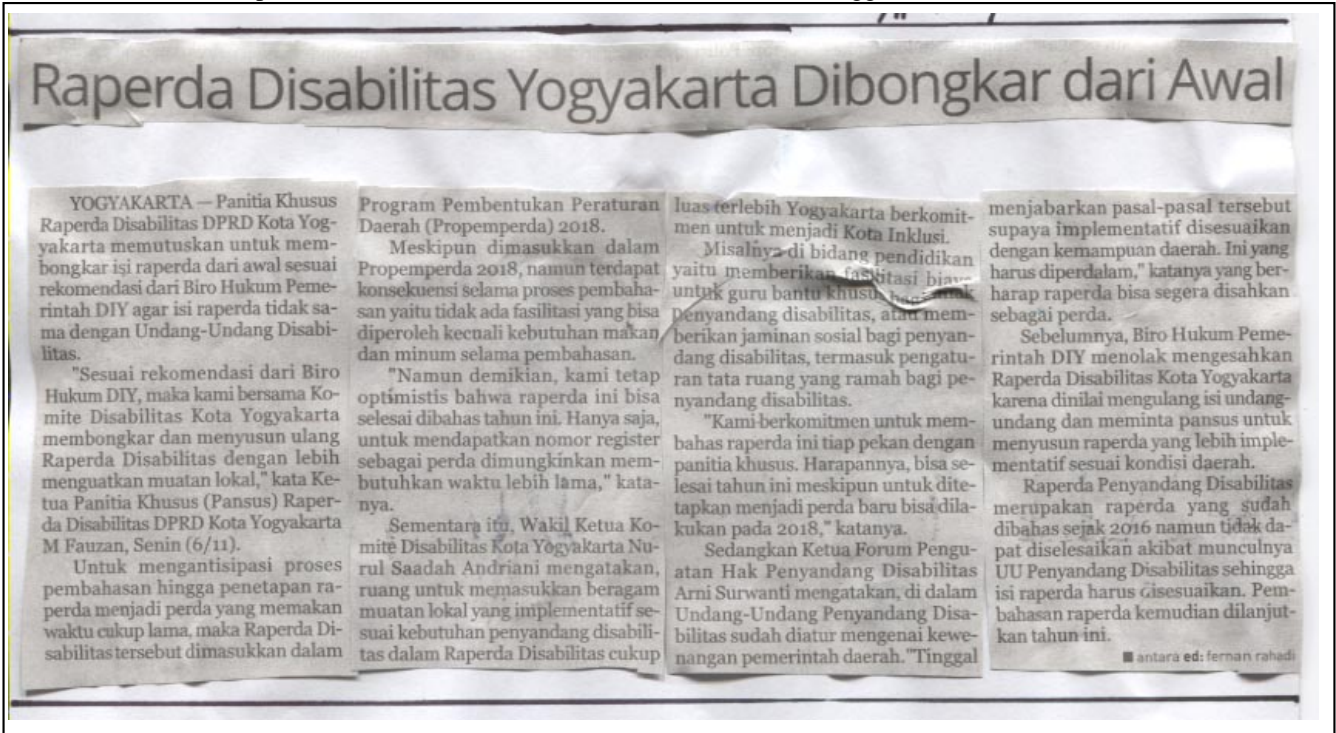 Raperda Disabilitas Yogyakarta Dibongkar dari Awal
YOGYAKARTA — Panitia Khusus
Raperda Disabilitas DPRD Kota Yog-
yakarta memutuskan untuk mem-
bongkar isi raperda dari awal sesuai
rekomendasi dari Biro Hukum Peme-
rintah DIY agar isi raperda tidak sa-
ma dengan Undang-Undang Disabi-
litas.
"Sesuai rekomendasi dari Biro
Hukum DIY, maka kami bersama Ko-
mite Disabilitas Kota Yogyakarta
membongkar dan menyusun ulang
Raperda Disabilitas dengan lebih
menguatkan muatan lokal," kata Ke-
tua Panitia Khusus (Pansus) Raper-
da Disabilitas DPRD Kota Yogyakarta
M Fauzan, Senin (6/11).
Untuk mengantisipasi proses
pembahasan hingga penetapan ra-
perda menjadi perda yang memakan
waktu cukup lama, maka Raperda Di-
sabilitas tersebut dimasukkan dalam
Program Pembentukan Peraturan
Daerah (Propemperda) 2018.
Meskipun dimasukkan dalam
Propemperda 2018, namun terdapat
konsekuensi selama proses pembaha-
san yaitu tidak ada fasilitasi yang bisa
diperoleh kecuali kebutuhan makan
dan minum selama pembahasan.
"Namun demikian, kami tetap
optimistis bahwa raperda ini bisa
selesai dibahas tahun ini. Hanya saja,
untuk mendapatkan nomor register
sebagai perda dimungkinkan mem-
butuhkan waktu lebih lama," kata-
nya.
Sementara itu, Wakil Ketua Ko-
mite Disabilitas Kota Yogyakarta Nu-
rul Saadah Andriani mengatakan,
ruang untuk memasukkan beragam
muatan lokal yang implementatif se-
suai kebutuhan penyandang disabili-
tas dalam Raperda Disabilitas cukup
luas terlebih Yogyakarta berkomit-
men untuk menjadi Kota Inklusi.
Misalnya di bidang pendidikan
yaitu memberikan fasilitasi biaya
untuk guru bantu khusus bagi anak
penyandang disabilitas, atau mem-
berikan jaminan sosial bagi penyan-
dang disabilitas, termasuk pengatu-
ran tata ruang yang ramah bagi pe-
nyandang disabilitas.
"Kami berkomitmen untuk mem-
bahas raperda ini tiap pekan dengan
panitia khusus. Harapannya, bisa se-
lesai tahun ini meskipun untuk dite-
tapkan menjadi perda baru bisa dila-
kukan pada 2018," katanya.
Sedangkan Ketua Forum Pengu-
atan Hak Penyandang Disabilitas
Arni Surwanti mengatakan, di dalam
Undang-Undang Penyandang Disa-
bilitas sudah diatur mengenai kewe-
nangan pemerintah daerah. "Tinggal
menjabarkan pasal-pasal tersebut
supaya implementatif disesuaikan
dengan kemampuan daerah. Ini yang
harus diperdalam," katanya yang ber-
harap raperda bisa segera disahkan
sebagai perda.
Sebelumnya, Biro Hukum Peme-
rintah DIY menolak mengesahkan
Raperda Disabilitas Kota Yogyakarta
karena dinilai mengulang isi undang-
undang dan meminta pansus untuk
menyusun raperda yang lebih imple-
mentatif sesuai kondisi daerah.
Raperda Penyandang Disabilitas
merupakan raperda yang sudah
dibahas sejak 2016 namun tidak da-
pat diselesaikan akibat munculnya
UU Penyandang Disabilitas sehingga
isi raperda harus disesuaikan. Pem-
bahasan raperda kemudian dilanjut-
kan tahun ini.
■ antara ed: fernan rahadi